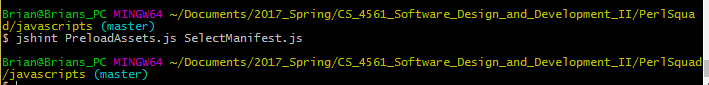 Brian@Brians_PC MINGW64 ~/Documents/2017_Spring/CS_4561_Software_Design_and_Development_II/PerlSqua
d/javascripts (master)
$ jshint PreloadAssets.js SelectManifest.js
Brian@Brians_PC MINGW64 ~/Documents/2017_Spring/CS_4561_Software_Design_and_Development_II/PerlSquad
/javascripts (master)
$